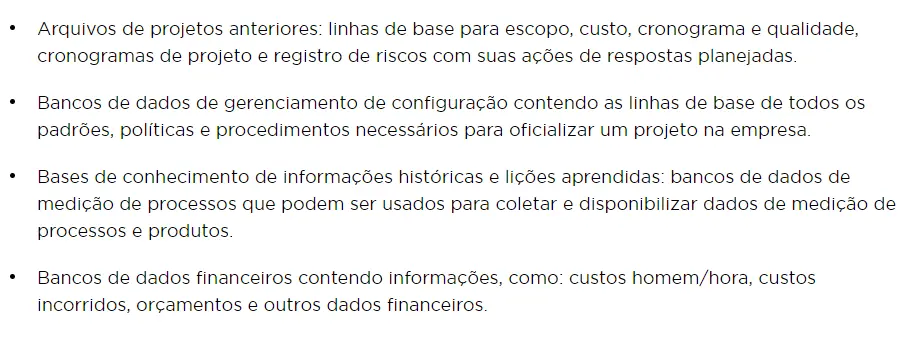 • Arquivos de projetos anteriores: linhas de base para escopo, custo, cronograma e qualidade,
cronogramas de projeto e registro de riscos com suas ações de respostas planejadas.
• Bancos de dados de gerenciamento de configuração contendo as linhas de base de todos os
padrões, políticas e procedimentos necessários para oficializar um projeto na empresa.
• Bases de conhecimento de informações históricas e lições aprendidas: bancos de dados de
medição de processos que podem ser usados para coletar e disponibilizar dados de medição de
processos e produtos.
• Bancos de dados financeiros contendo informações, como: custos homem/hora, custos
incorridos, orçamentos e outros dados financeiros.